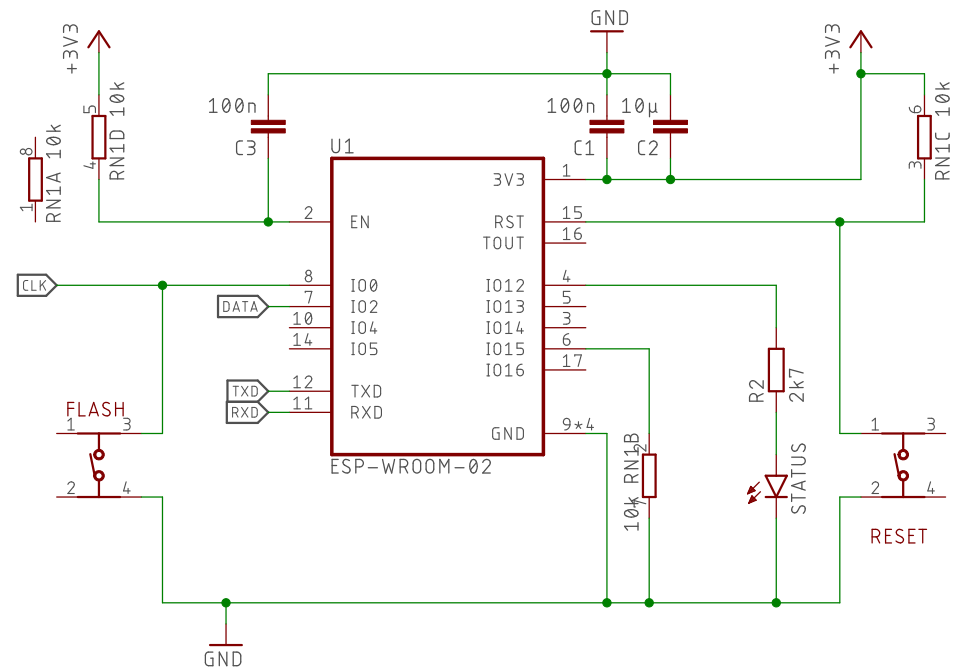 GND
+3V3
+3V3
5
RN1D 10k
4
8
RN1A 10k
1
100n
C3
100n
10µ
C1
C2
6
RN1C 10k
3
U1
3V3
1
2
EN
RST
15
TOUT
16
CLK
8
IO0
IO12
4
DATA
7
IO2
IO13
5
10
IO4
IO14
3
14
IO5
IO15
6
IO16
17
TXD
12
TXD
RXD
11
RXD
GND
9*4
ESP-WROOM-02
FLASH
1
3
2
4
2
10k RN1B
7
R2
2k7
STATUS
1
3
2
4
RESET
GND